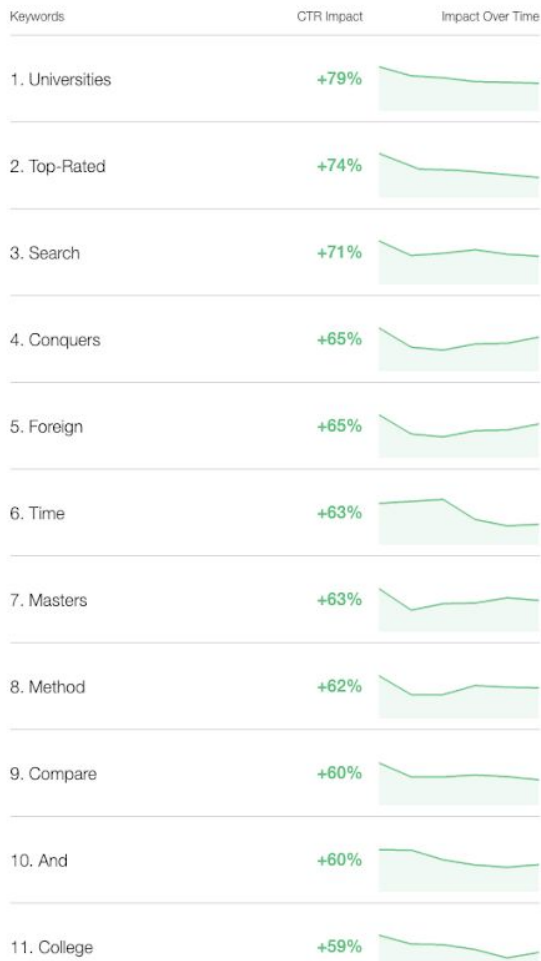 Keywords CTR Impact Impact Over Time
1. Universities +79%
2. Top-Rated +74%
3. Search +71%
4. Conquers +65%
5. Foreign +65%
6. Time +63%
7. Masters +63%
8. Method +62%
9. Compare +60%
10. And +60%
11. College +59%